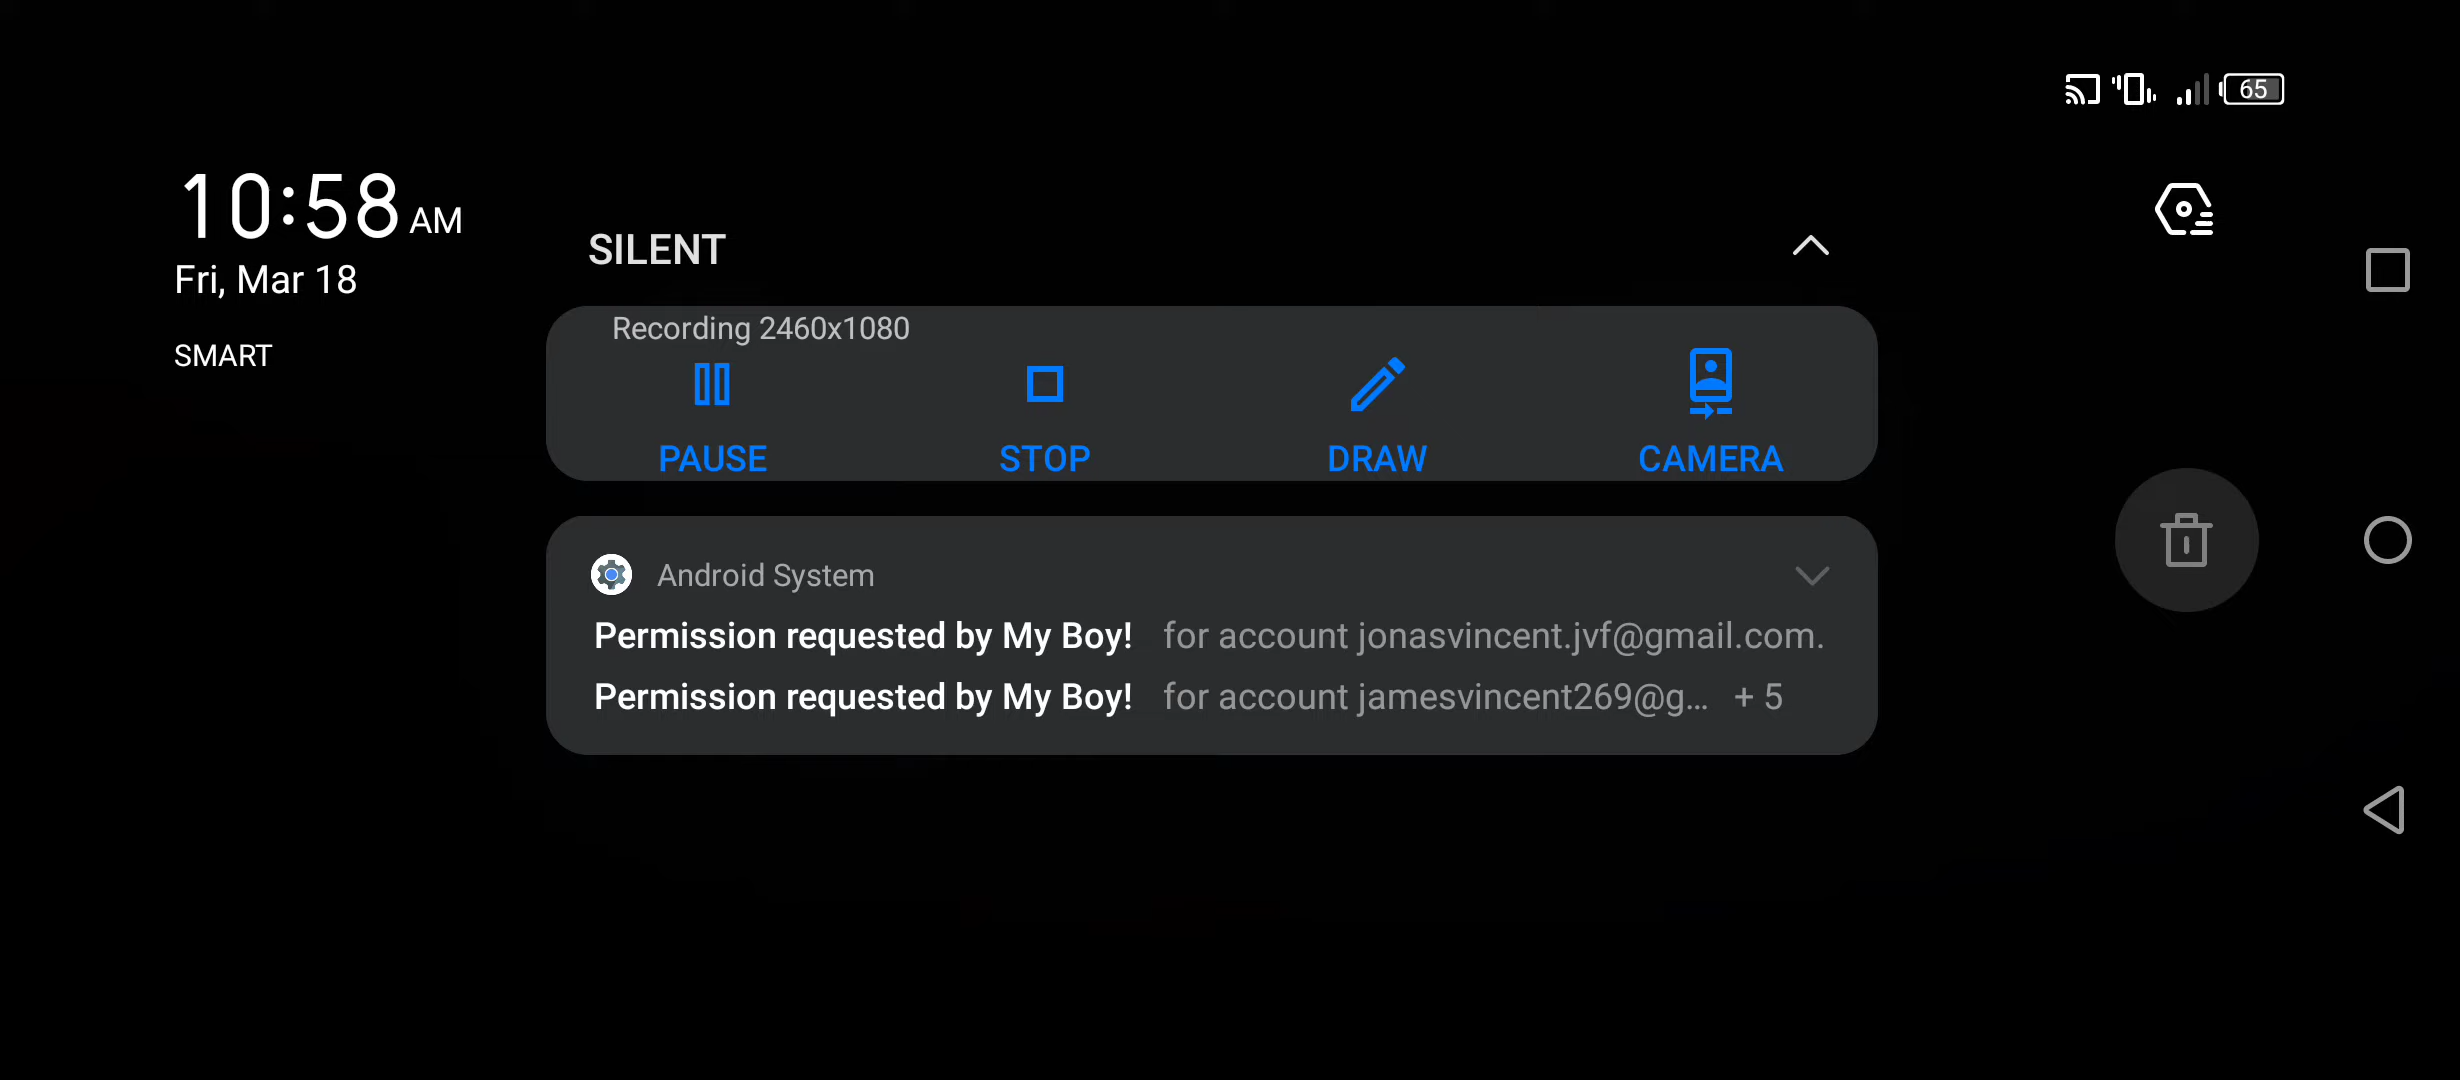 65
10:58 AM
Fri, Mar 18
SMART
SILENT
Recording 2460x1080
PAUSE STOP DRAW CAMERA
Android System
Permission requested by My Boy! for account jonasvincent.jvf@gmail.com.
Permission requested by My Boy! for account jamesvincent269@g... + 5